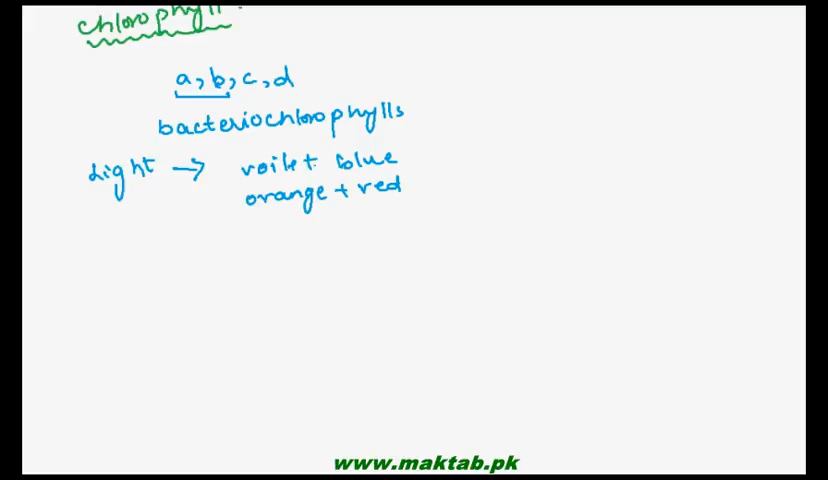 chlorophyll:
a, b, c, d
bacteriochlorophylls
Light → voilet blue
orange + red
www.maktab.pk